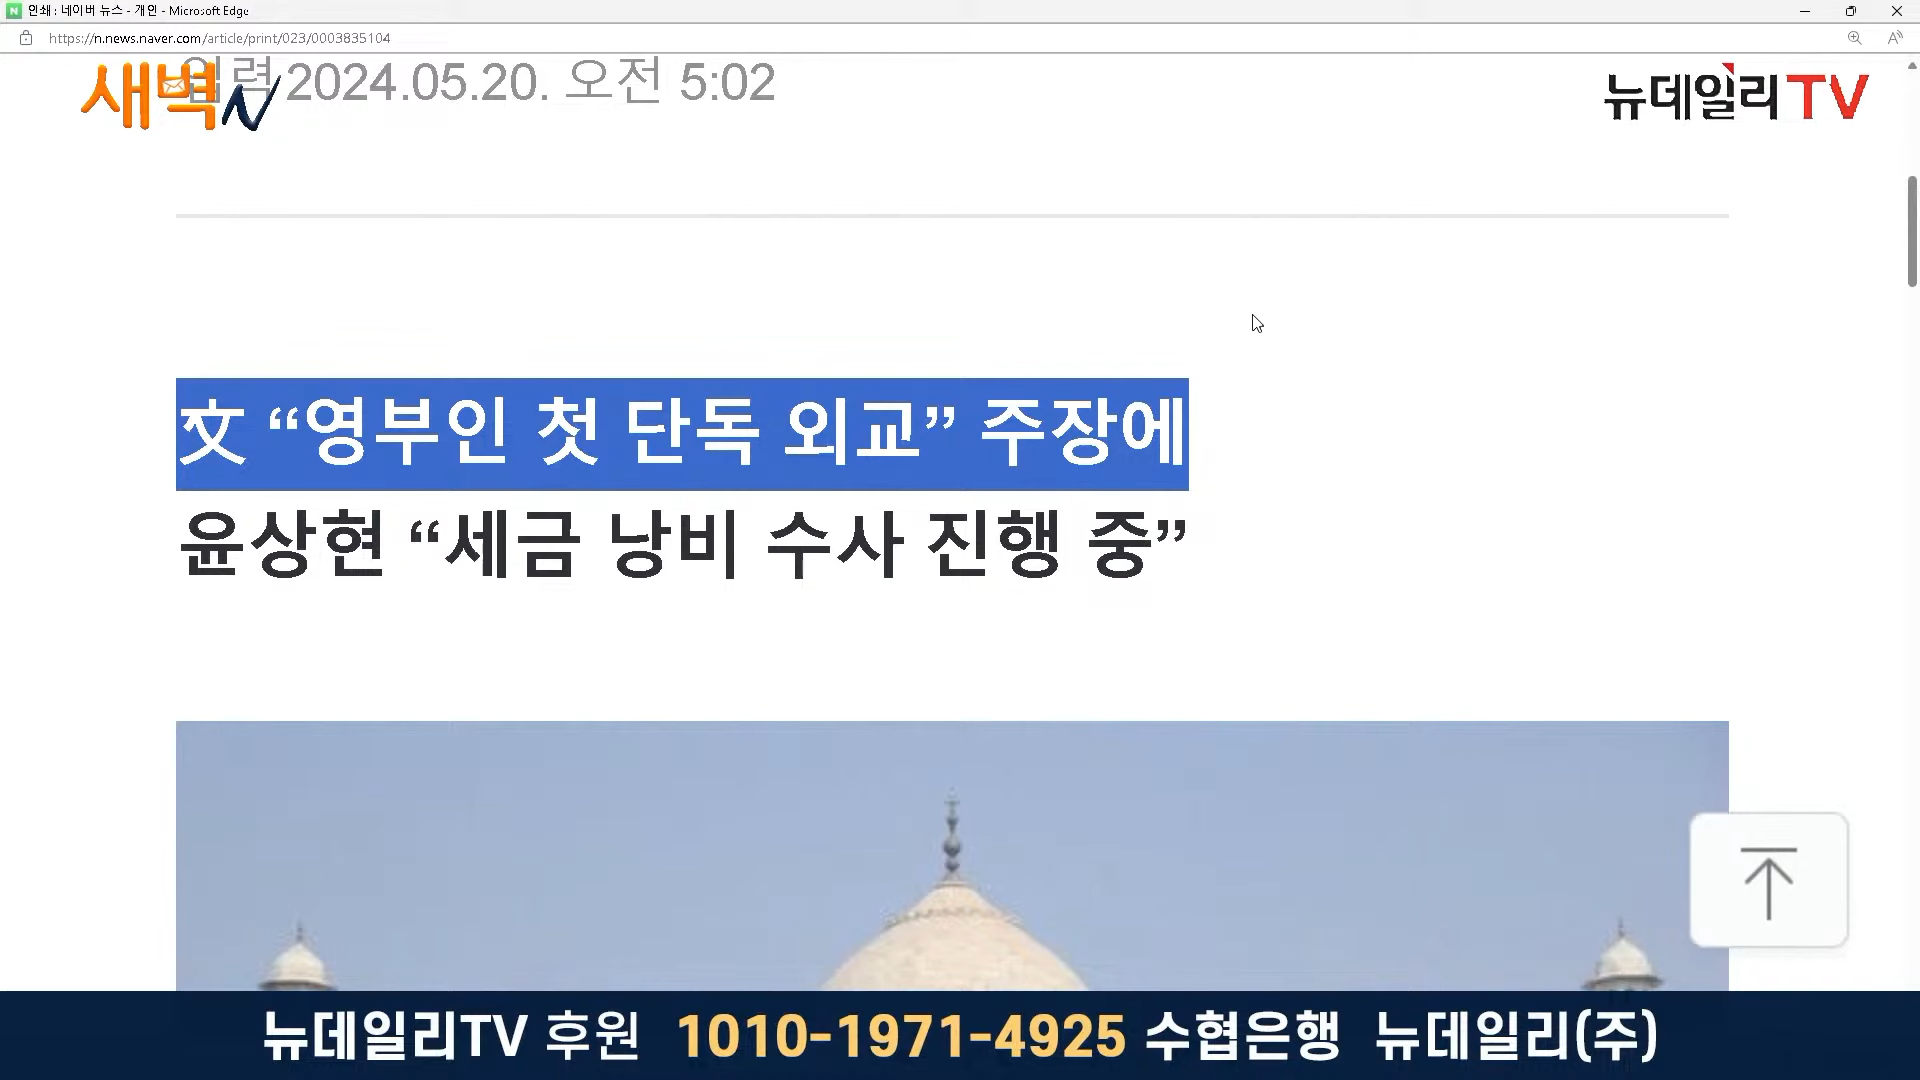 인쇄 : 네이버 뉴스 - 개인 - Microsoft Edge
https://n.news.naver.com/article/print/023/0003835104
입력 2024.05.20. 오전 5:02
새벽N
뉴데일리TV
文 “영부인 첫 단독 외교” 주장에
윤상현 “세금 낭비 수사 진행 중”
뉴데일리TV 후원 1010-1971-4925 수협은행 뉴데일리(주)